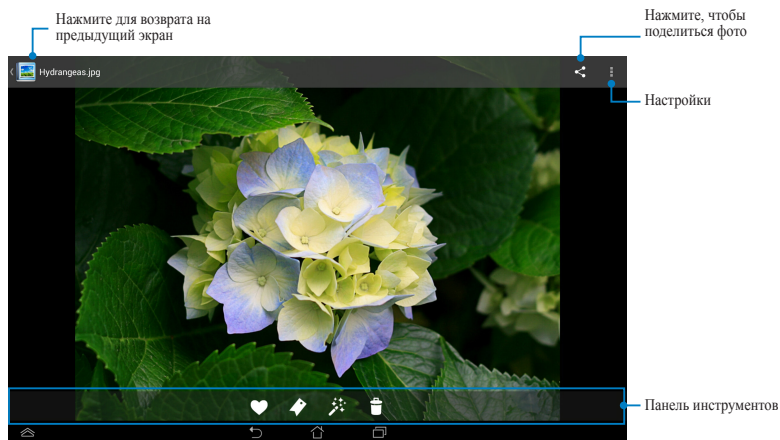 Нажмите для возврата на
предыдущий экран
Нажмите, чтобы
поделиться фото
Hydrangeas.jpg
Настройки
Панель инструментов